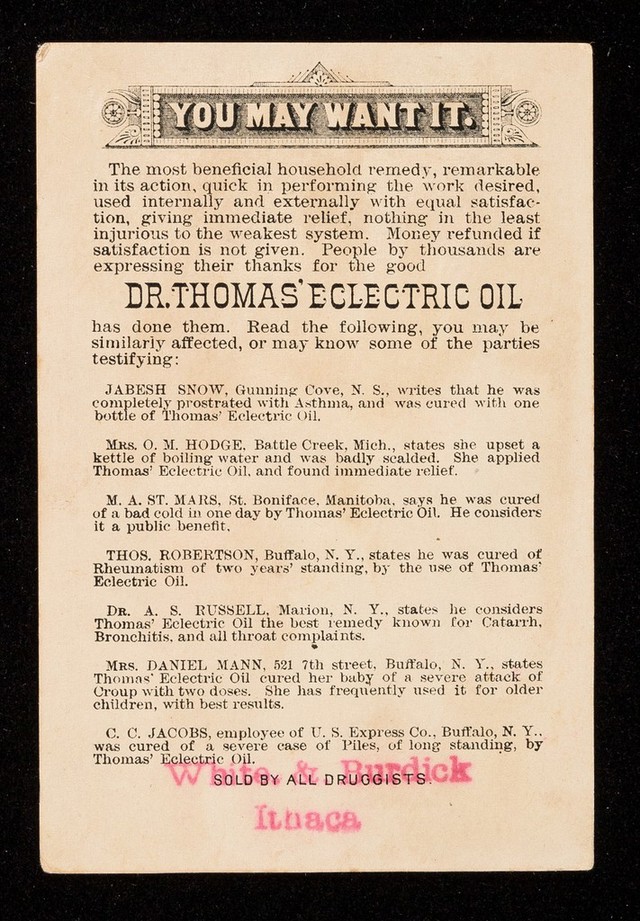 YOU MAY WANT IT.
The most beneficial household remedy, remarkable
in its action, quick in performing the work desired,
used internally and externally with equal satisfac-
tion, giving immediate relief, nothing in the least
injurious to the weakest system. Money refunded if
satisfaction is not given. People by thousands are
expressing their thanks for the good
DR. THOMAS' ECLECTRIC OIL
has done them. Read the following, you may be
similarly affected, or may know some of the parties
testifying:
JABESH SNOW, Gunning Cove, N. S., writes that he was
completely prostrated with Asthma, and was cured with one
bottle of Thomas' Eclectric Oil.
MRS. O. M. HODGE, Battle Creek, Mich., states she upset a
kettle of boiling water and was badly scalded. She applied
Thomas' Eclectric Oil, and found immediate relief.
M. A. ST. MARS, St. Boniface, Manitoba, says he was cured
of a bad cold in one day by Thomas' Eclectric Oil. He considers
it a public benefit.
THOS. ROBERTSON, Buffalo, N. Y., states he was cured of
Rheumatism of two years' standing, by the use of Thomas'
Eclectric Oil.
DR. A. S. RUSSELL, Marion, N. Y., states he considers
Thomas' Eclectric Oil the best remedy known for Catarrh,
Bronchitis, and all throat complaints.
MRS. DANIEL MANN, 521 7th street, Buffalo, N. Y., states
Thomas' Eclectric Oil cured her baby of a severe attack of
Croup with two doses. She has frequently used it for older
children, with best results.
C. C. JACOBS, employee of U. S. Express Co., Buffalo, N. Y.,
was cured of a severe case of Piles, of long standing, by
Thomas' Eclectric Oil.
White & Burdick
SOLD BY ALL DRUGGISTS.
Ithaca